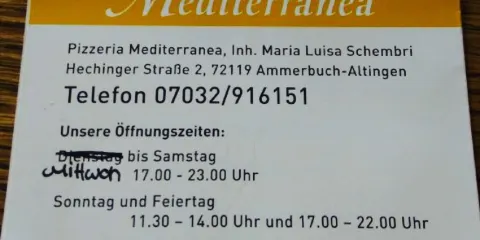 Mediterranea
Pizzeria Mediterranea, Inh. Maria Luisa Schembri
Hechinger Straße 2, 72119 Ammerbuch-Altingen
Telefon 07032/916151
Unsere Öffnungszeiten:
Dienstag bis Samstag
Mittwoch 17.00 - 23.00 Uhr
Sonntag und Feiertag
11.30 – 14.00 Uhr und 17.00 – 22.00 Uhr